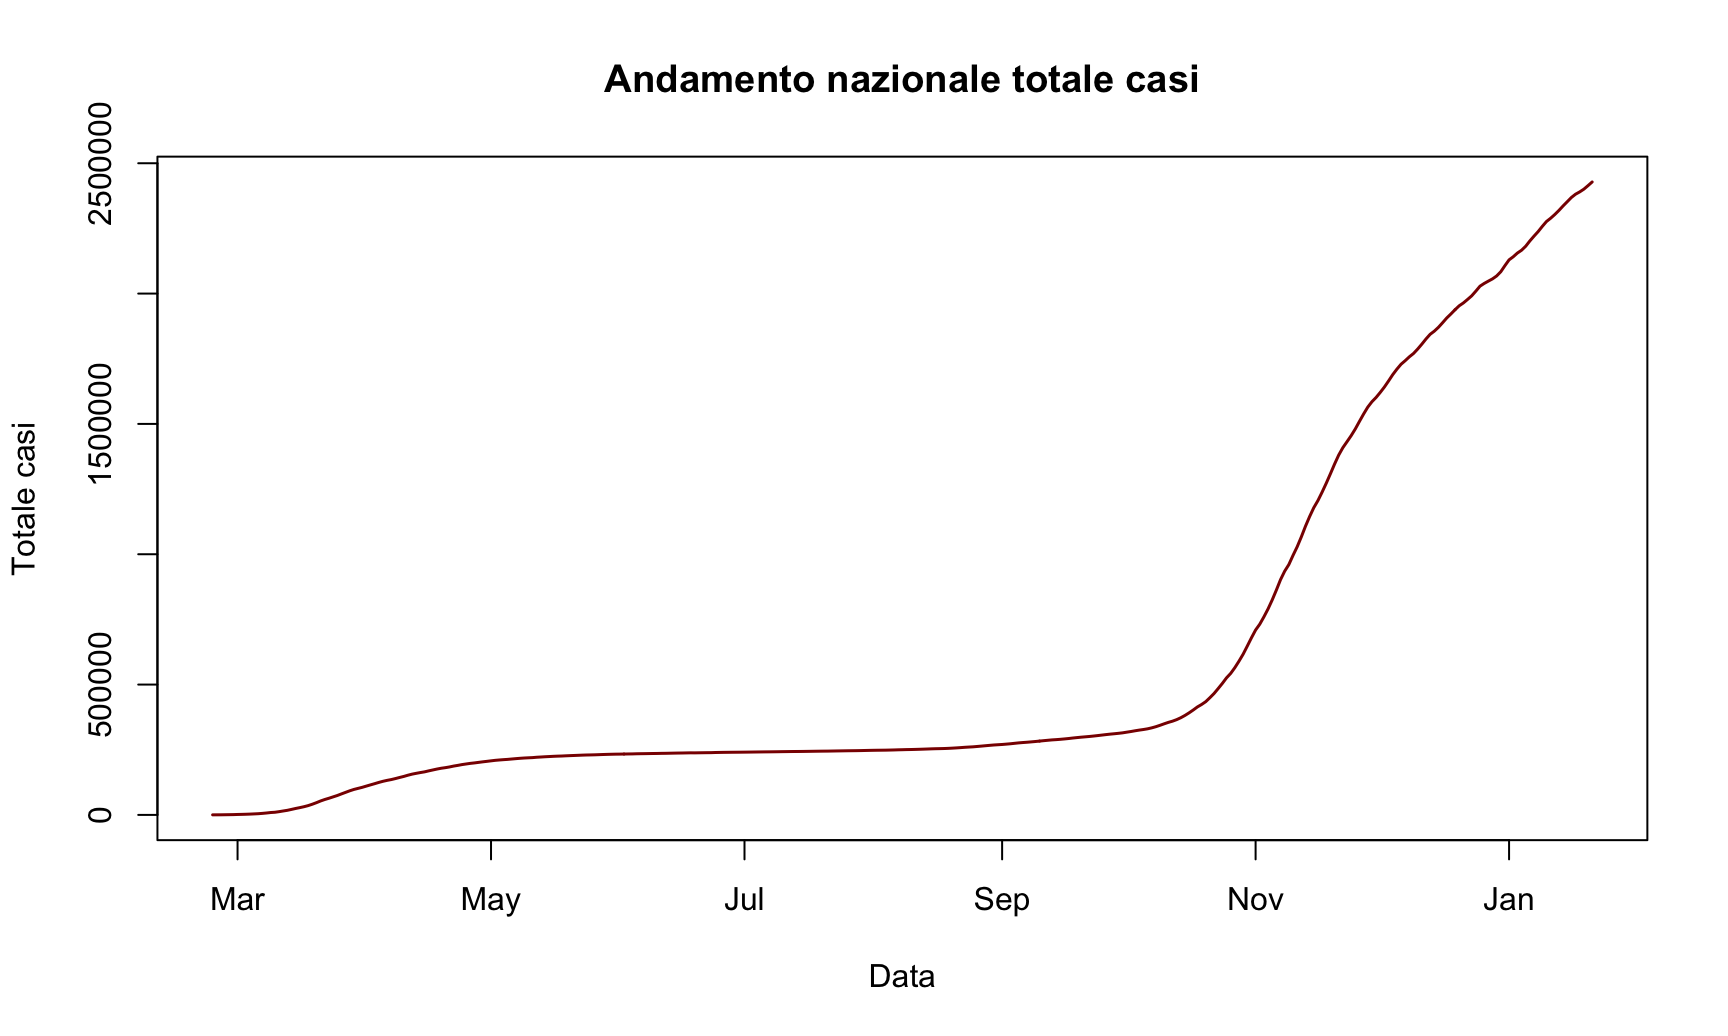 Andamento nazionale totale casi
Totale casi
2500000
1500000
500000
0
Mar May Jul Sep Nov Jan
Data